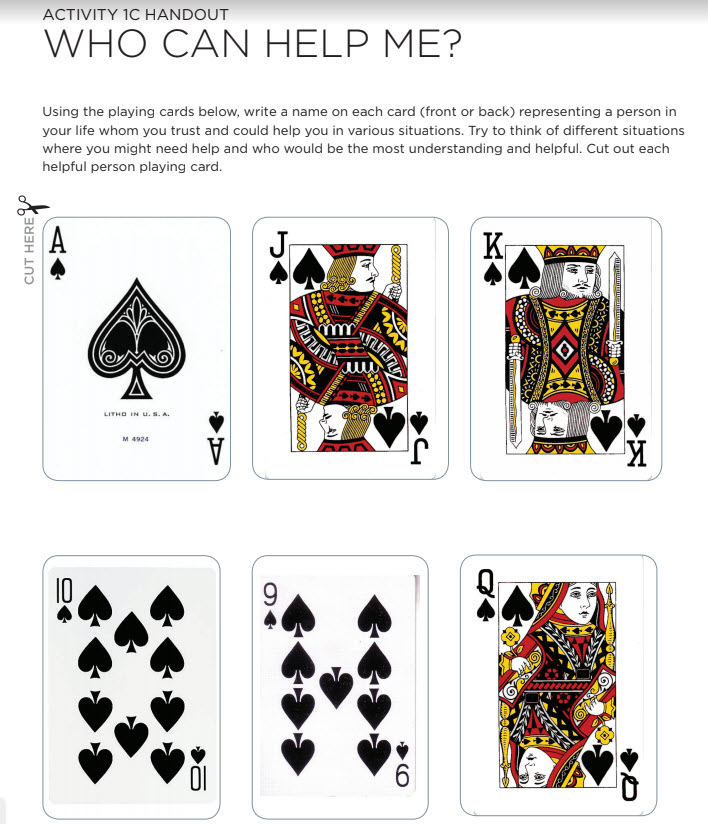 ACTIVITY 1C HANDOUT
WHO CAN HELP ME?
Using the playing cards below, write a name on each card (front or back) representing a person in
your life whom you trust and could help you in various situations. Try to think of different situations
where you might need help and who would be the most understanding and helpful. Cut out each
helpful person playing card.
CUT HERE
A
LITHO IN U. S. A.
M 4924
A
J
J
K
K
10
10
9
9
Q
Q